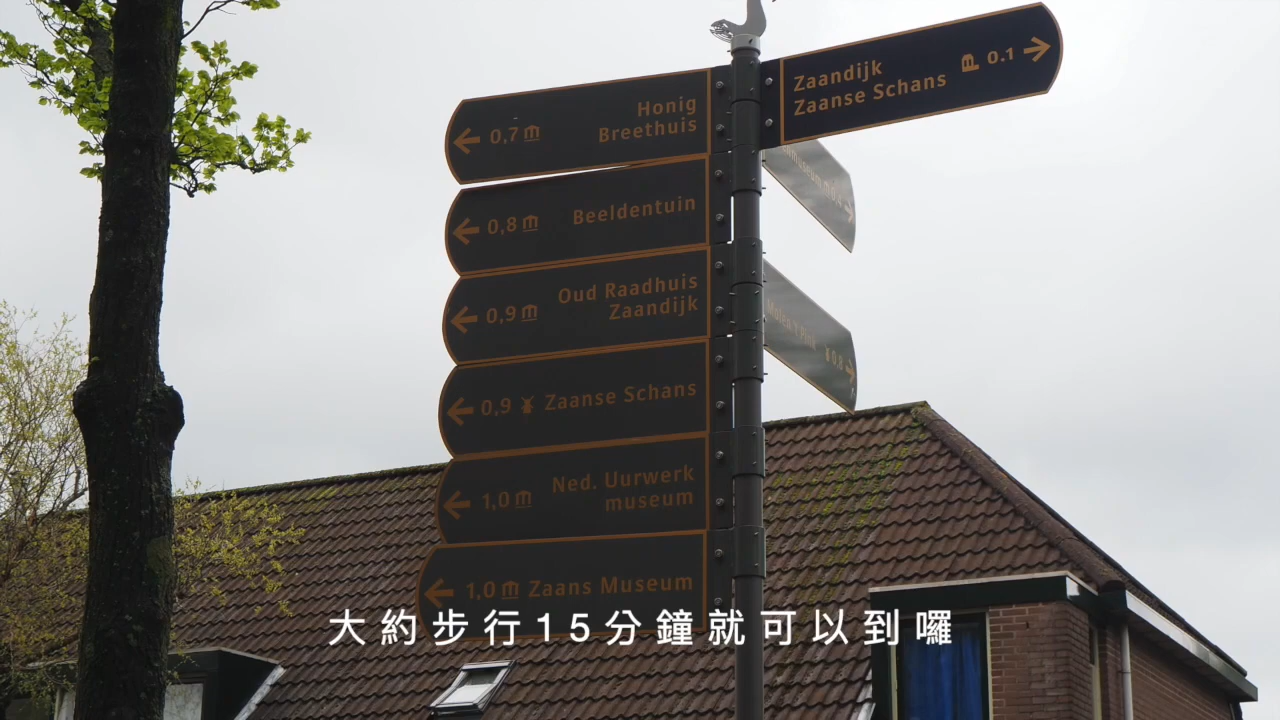 Zaandijk
Zaanse Schans
P 0.1
0,7
Honig
Breethuis
0,8
Beeldentuin
0,9
Oud Raadhuis
Zaandijk
0,9
Zaanse Schans
1,0
Ned. Uurwerk
museum
1,0
Zaans Museum
0.8
大約步行15分鐘就可以到囉